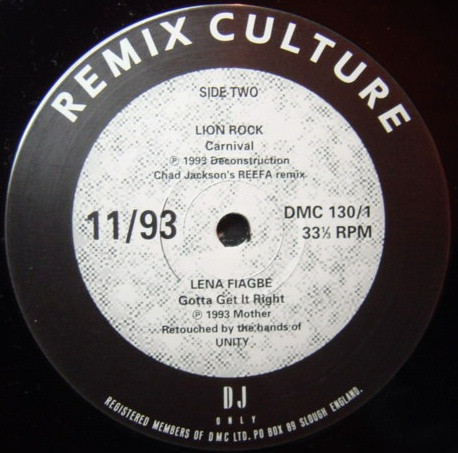 REMIX CULTURE
SIDE TWO
LION ROCK
Carnival
℗ 1993 Deconstruction
Chad Jackson's REEFA remix
11/93
DMC 130/1
33⅓ RPM
LENA FIAGBE
Gotta Get It Right
℗ 1993 Mother
Retouched by the hands of
UNITY
DJ
ONLY
REGISTERED MEMBERS OF DMC LTD. PO BOX 89 SLOUGH ENGLAND.